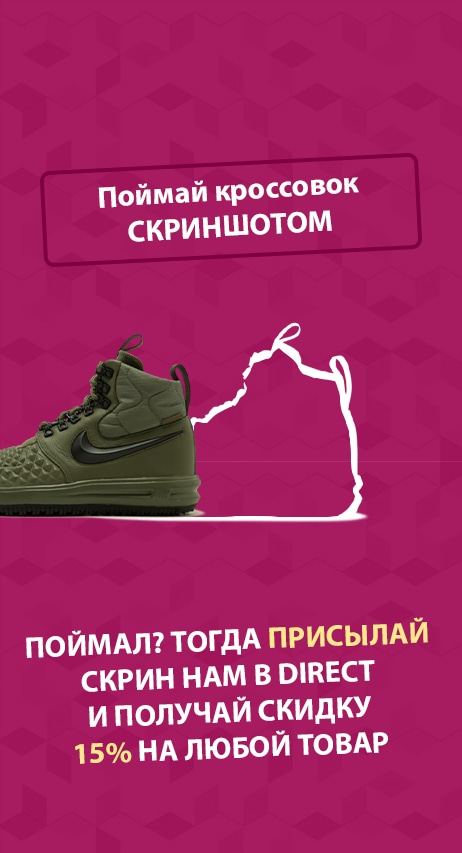 Поймай кроссовок
СКРИНШОТОМ
ПОЙМАЛ? ТОГДА ПРИСЫЛАЙ
СКРИН НАМ В DIRECT
И ПОЛУЧАЙ СКИДКУ
15% НА ЛЮБОЙ ТОВАР